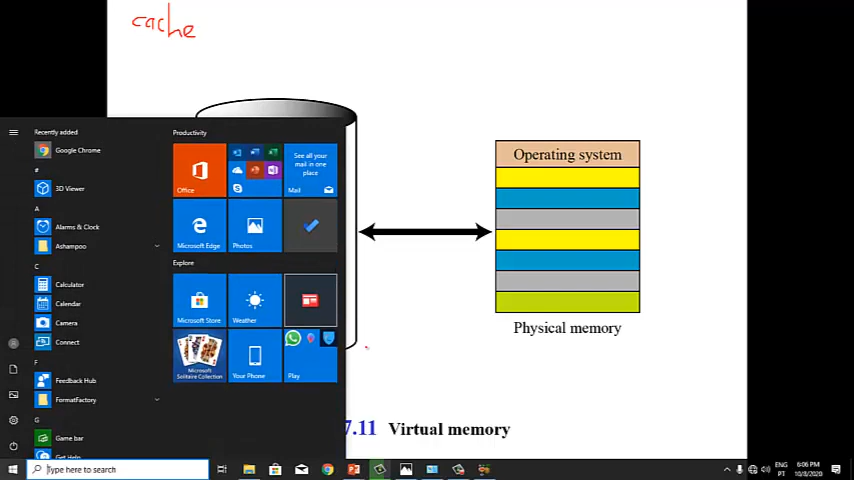 cache
Operating system
Physical memory
7.11 Virtual memory
Recently added
Google Chrome
#
3D Viewer
A
Alarms & Clock
Ashampoo
C
Calculator
Calendar
Camera
Connect
F
Feedback Hub
FormatFactory
G
Game bar
Get Help
Productivity
Office
See all your mail in one place
Mail
Microsoft Edge
Photos
Explore
Microsoft Store
Weather
Microsoft Solitaire Collection
Your Phone
Play
Type here to search
ENG
PT
6:06 PM
10/8/2020